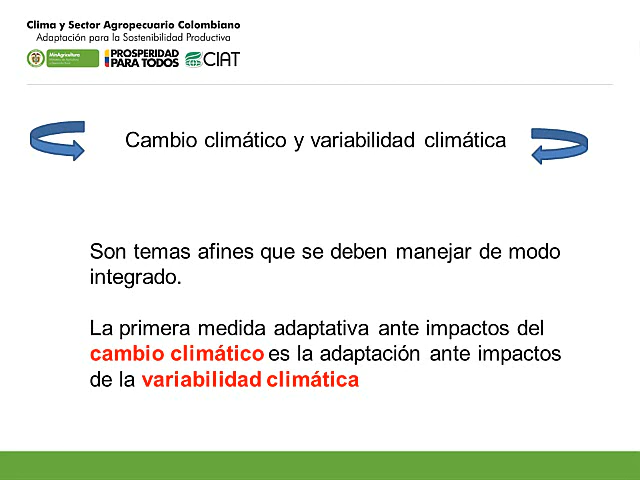 Clima y Sector Agropecuario Colombiano
Adaptación para la Sostenibilidad Productiva
MinAgricultura
PROSPERIDAD
PARA TODOS
CIAT
Cambio climático y variabilidad climática
Son temas afines que se deben manejar de modo
integrado.
La primera medida adaptativa ante impactos del
cambio climático es la adaptación ante impactos
de la variabilidad climática